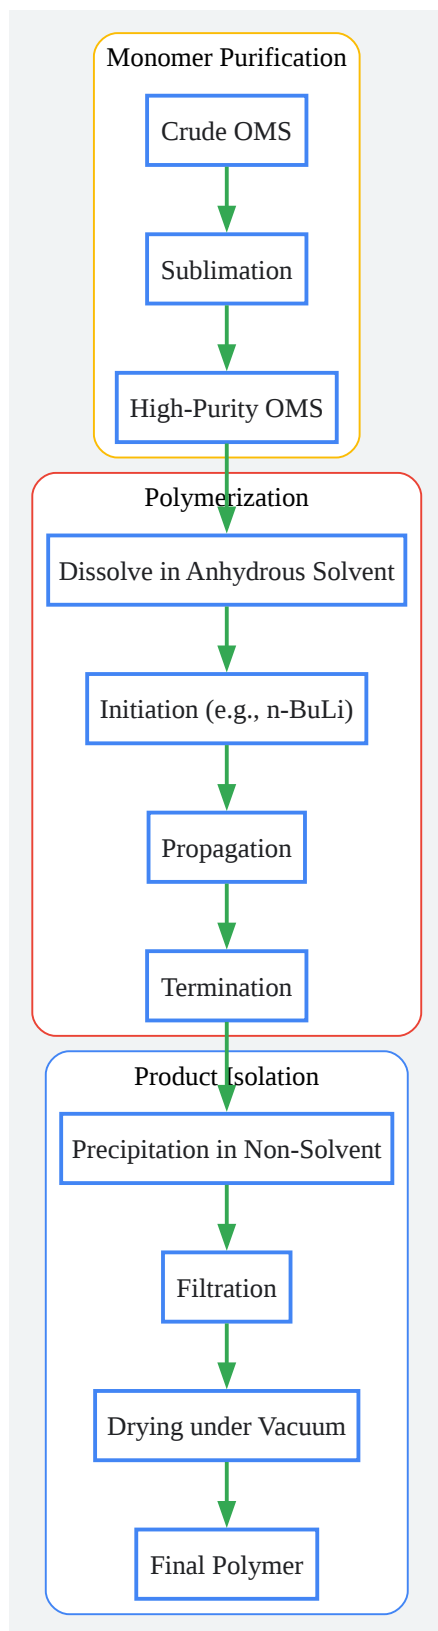 Monomer Purification
Crude OMS
Sublimation
High-Purity OMS
Polymerization
Dissolve in Anhydrous Solvent
Initiation (e.g., n-BuLi)
Propagation
Termination
Product Isolation
Precipitation in Non-Solvent
Filtration
Drying under Vacuum
Final Polymer